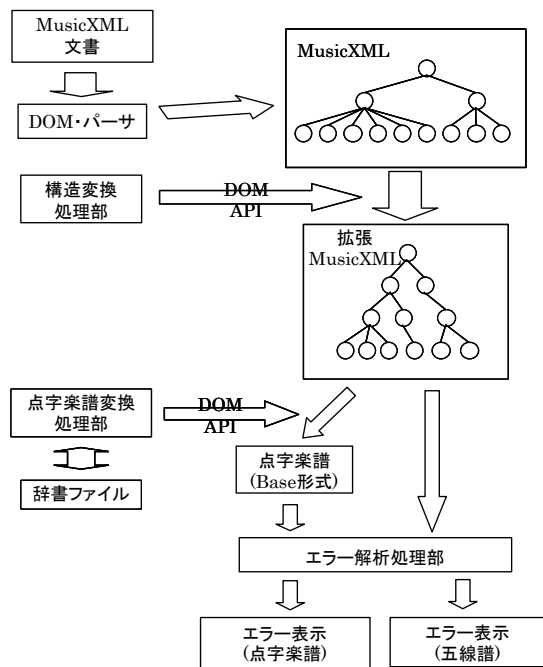 MusicXML
文書
DOM・パーサ
MusicXML
構造変換
処理部
DOM
API
拡張
MusicXML
点字楽譜変換
処理部
DOM
API
辞書ファイル
点字楽譜
(Base形式)
エラー解析処理部
エラー表示
(点字楽譜)
エラー表示
(五線譜)